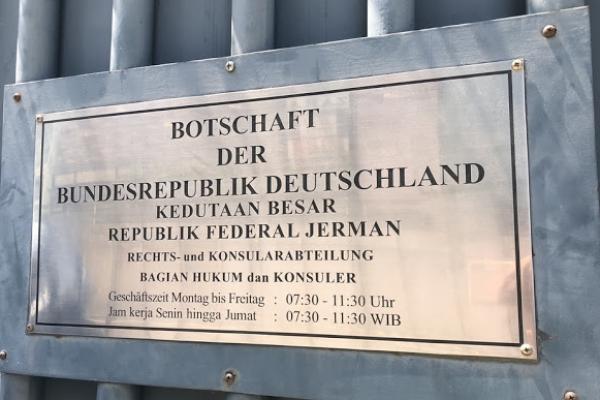 BOTSCHAFT
DER
BUNDESREPUBLIK DEUTSCHLAND
KEDUTAAN BESAR
REPUBLIK FEDERAL JERMAN
RECHTS- und KONSULARABTEILUNG
BAGIAN HUKUM dan KONSULER
Geschäftszeit Montag bis Freitag : 07:30 - 11:30 Uhr
Jam kerja Senin hingga Jumat : 07:30 - 11:30 WIB